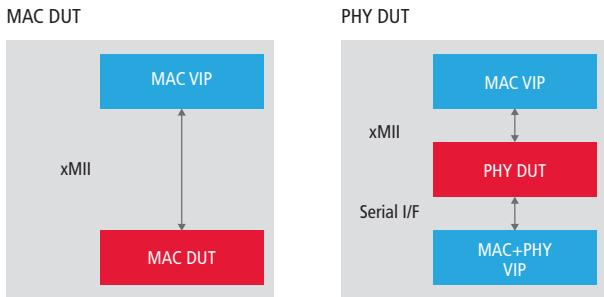 MAC DUT
MAC VIP
xMII
MAC DUT
PHY DUT
MAC VIP
xMII
PHY DUT
Serial I/F
MAC+PHY
VIP